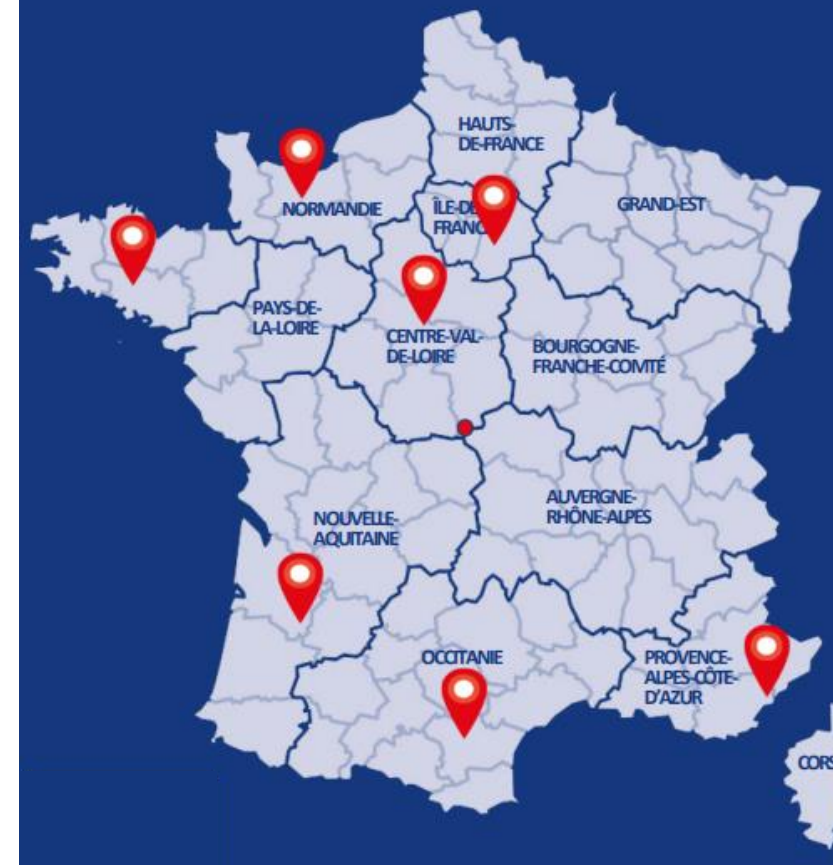 HAUTS-
DE-FRANCE
NORMANDIE
ÎLE-DE
FRANC
GRAND-EST
PAYS-DE-
LA-LOIRE
CENTRE-VAL-
DE-LOIRE
BOURGOGNE-
FRANCHE-COMTÉ
NOUVELLE-
AQUITAINE
AUVERGNE-
RHÔNE-ALPES
OCCITANIE
PROVENCE-
ALPES-CÔTE-
D'AZUR
CORS